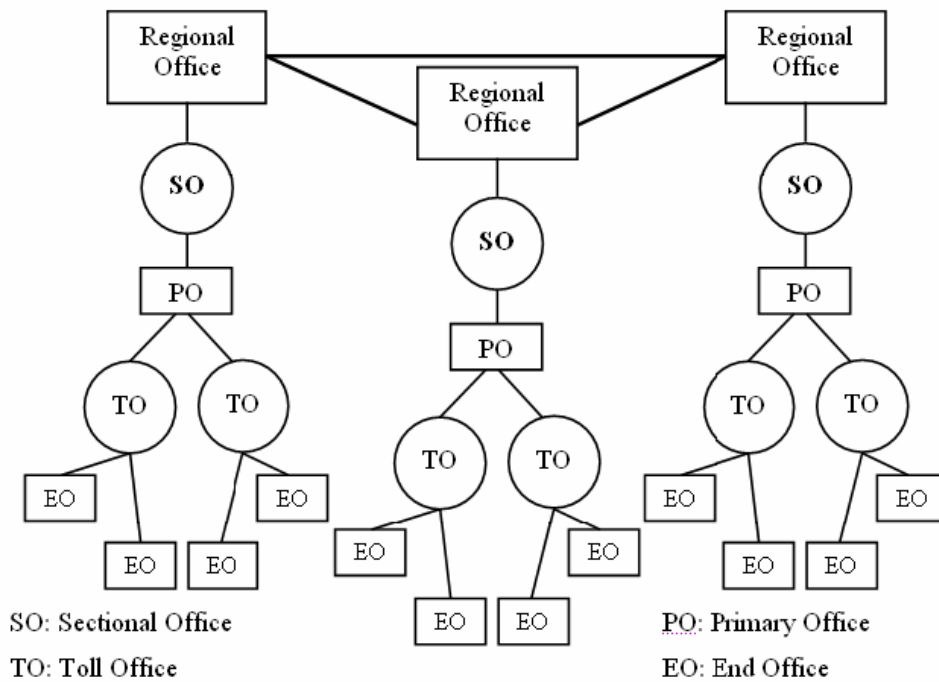 Regional
Office
Regional
Office
Regional
Office
SO
SO
SO
PO
PO
PO
TO
TO
TO
TO
TO
TO
EO
EO
EO
EO
EO
EO
EO
EO
EO
EO
EO
EO
SO: Sectional Office
PO: Primary Office
TO: Toll Office
EO: End Office